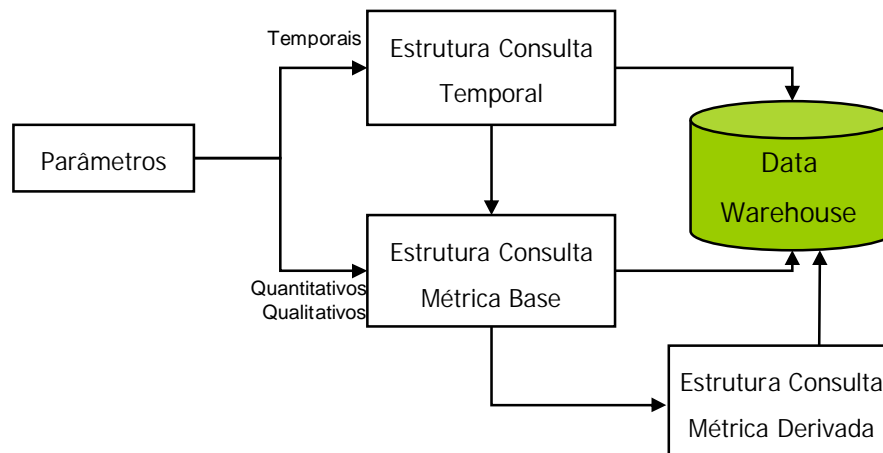 Temporais
Estrutura Consulta
Temporal
Parâmetros
Data
Warehouse
Quantitativos
Qualitativos
Estrutura Consulta
Métrica Base
Estrutura Consulta
Métrica Derivada